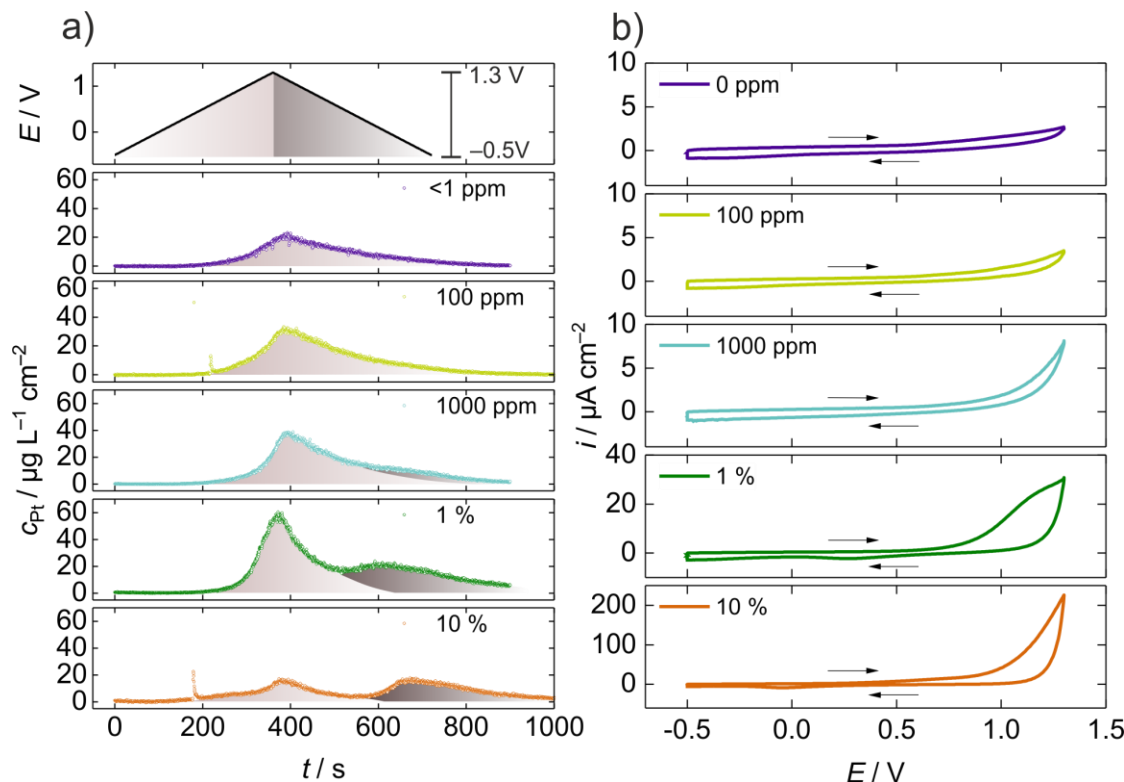 a)
E / V
1
0
1.3 V
–0.5V
60
40
20
0
<1 ppm
60
40
20
0
100 ppm
60
40
20
0
1000 ppm
60
40
20
0
1 %
60
40
20
0
10 %
c_Pt / µg L⁻¹ cm⁻²
0 200 400 600 800 1000
t / s
b)
10
5
0
0 ppm
10
5
0
100 ppm
10
5
0
1000 ppm
40
20
0
1 %
200
100
0
10 %
i / µA cm⁻²
-0.5 0.0 0.5 1.0 1.5
E / V